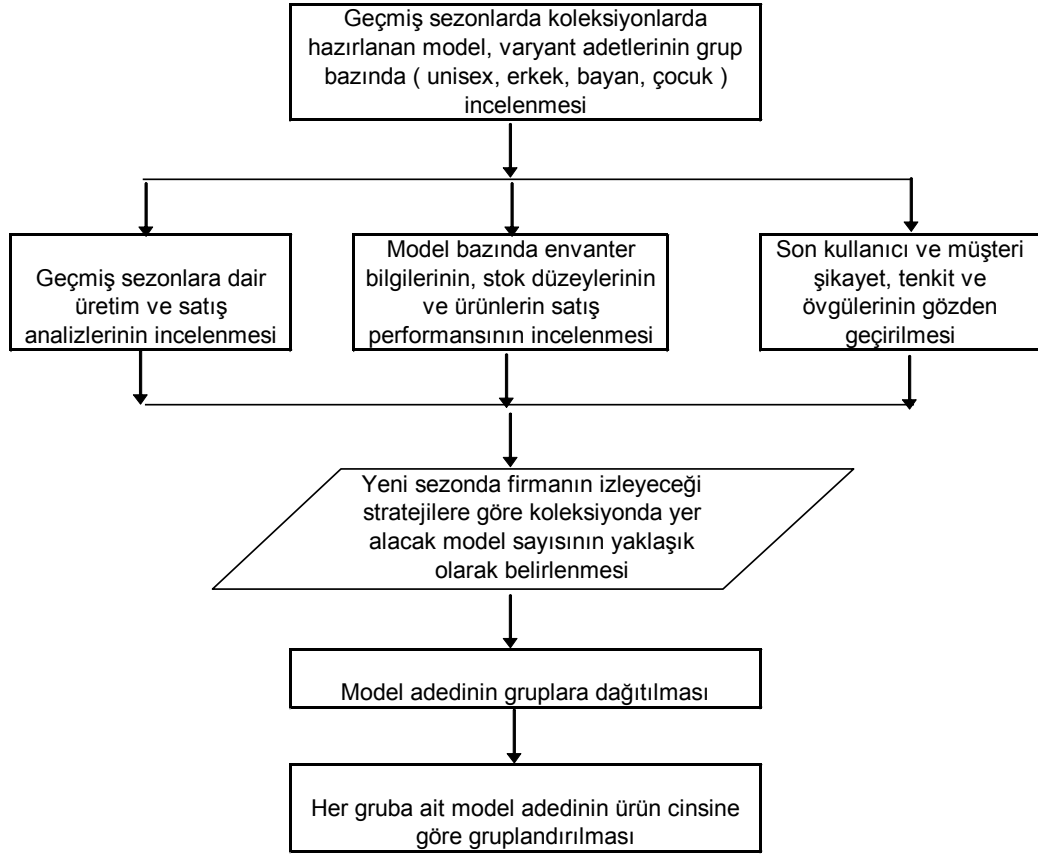 Geçmiş sezonlarda koleksiyonlarda
hazırlanan model, varyant adetlerinin grup
bazında ( unisex, erkek, bayan, çocuk )
incelenmesi
Geçmiş sezonlara dair
üretim ve satış
analizlerinin incelenmesi
Model bazında envanter
bilgilerinin, stok düzeylerinin
ve ürünlerin satış
performansının incelenmesi
Son kullanıcı ve müşteri
şikayet, tenkit ve
övgülerinin gözden
geçirilmesi
Yeni sezonda firmanın izleyeceği
stratejilere göre koleksiyonda yer
alacak model sayısının yaklaşık
olarak belirlenmesi
Model adedinin gruplara dağıtılması
Her gruba ait model adedinin ürün cinsine
göre gruplandırılması